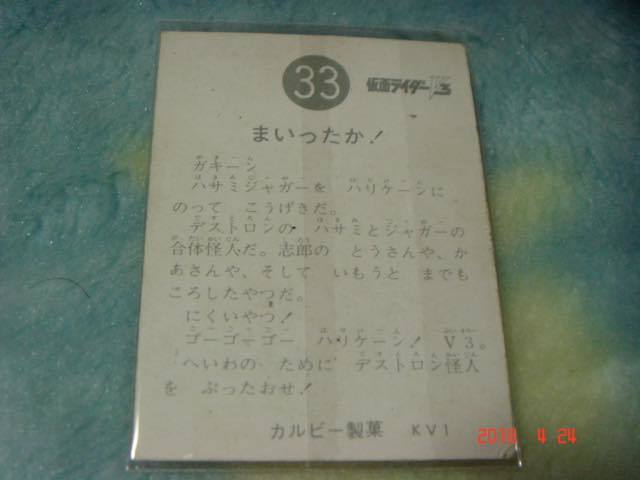 33
仮面ライダーV3
まいったか!
ガキーン
ハサミジャガーを ハリケーンに
のって こうげきだ。
デストロンの ハサミとジャガーの
合体怪人だ。志郎の とうさんや、か
あさんや、そして いもうと までも
ころしたやつだ。
にくいやつ!
ゴーゴーゴー ハリケーン! V3。
へいわの ために デストロン怪人
を ぶったおせ!
カルビー製菓 KV1
2018 4 24